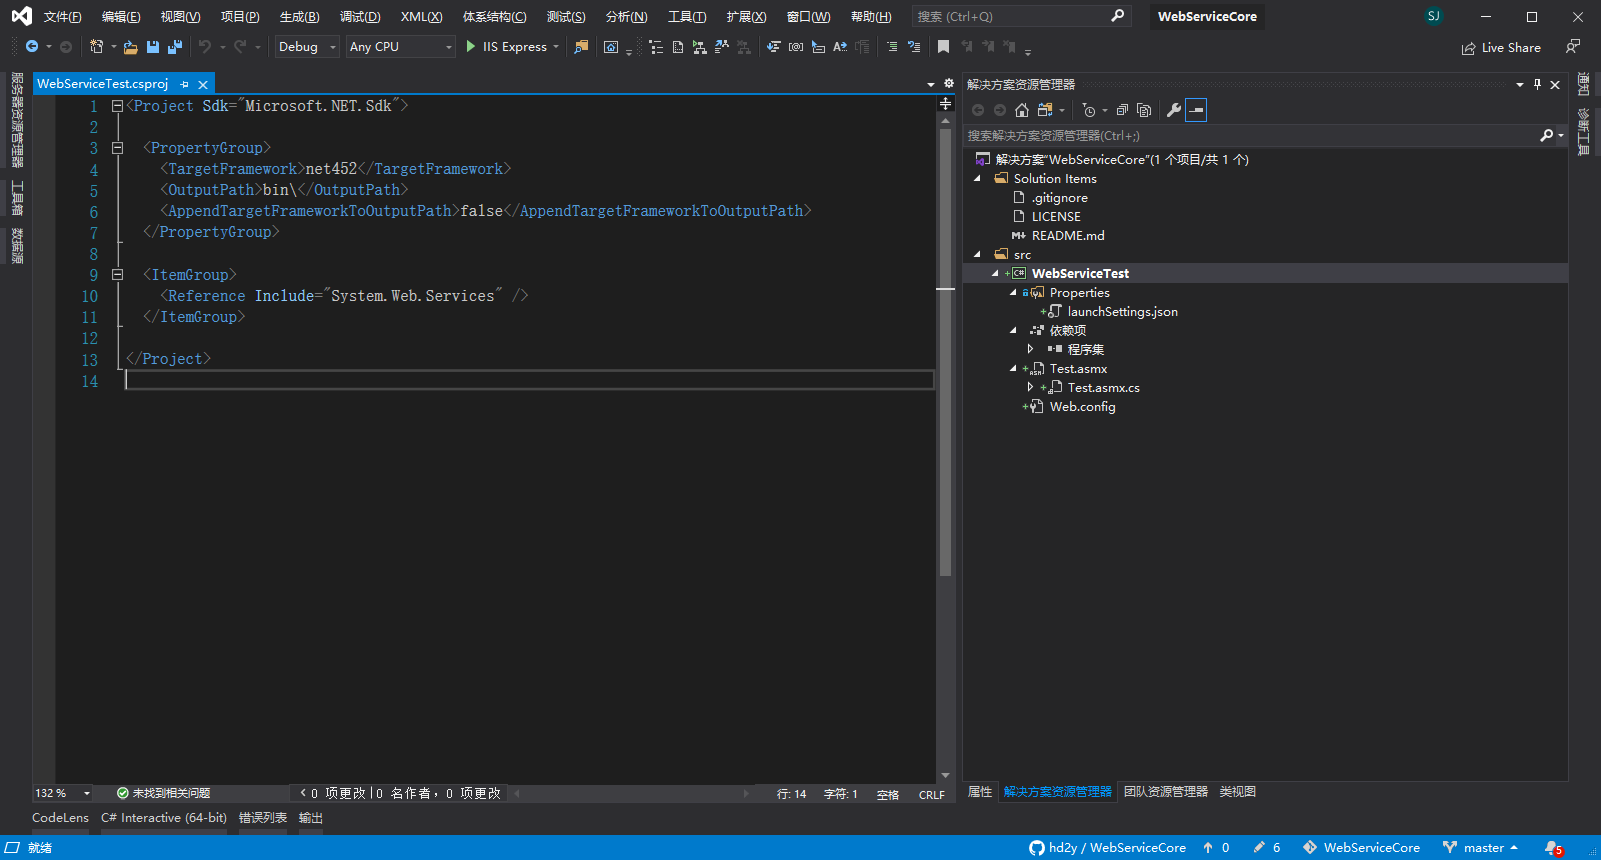 文件(F) 编辑(E) 视图(V) 项目(P) 生成(B) 调试(D) XML(X) 体系结构(C) 测试(S) 分析(N) 工具(T) 扩展(X) 窗口(W) 帮助(H) 搜索 (Ctrl+Q) WebServiceCore SJ
Debug Any CPU IIS Express Live Share
服务器资源管理器
工具箱
数据源
WebServiceTest.csproj
1 <Project Sdk="Microsoft.NET.Sdk">
2
3 <PropertyGroup>
4 <TargetFramework>net452</TargetFramework>
5 <OutputPath>bin\</OutputPath>
6 <AppendTargetFrameworkToOutputPath>false</AppendTargetFrameworkToOutputPath>
7 </PropertyGroup>
8
9 <ItemGroup>
10 <Reference Include="System.Web.Services" />
11 </ItemGroup>
12
13 </Project>
14
132 % 未找到相关问题 0 项更改 | 0 名作者, 0 项更改 行: 14 字符: 1 空格 CRLF
解决方案资源管理器
搜索解决方案资源管理器(Ctrl+;)
解决方案"WebServiceCore"(1 个项目/共 1 个)
Solution Items
.gitignore
LICENSE
README.md
src
WebServiceTest
Properties
launchSettings.json
依赖项
程序集
Test.asmx
Test.asmx.cs
Web.config
属性 解决方案资源管理器 团队资源管理器 类视图
通知
诊断工具
CodeLens C# Interactive (64-bit) 错误列表 输出
就绪 hd2y / WebServiceCore 0 6 WebServiceCore master 5